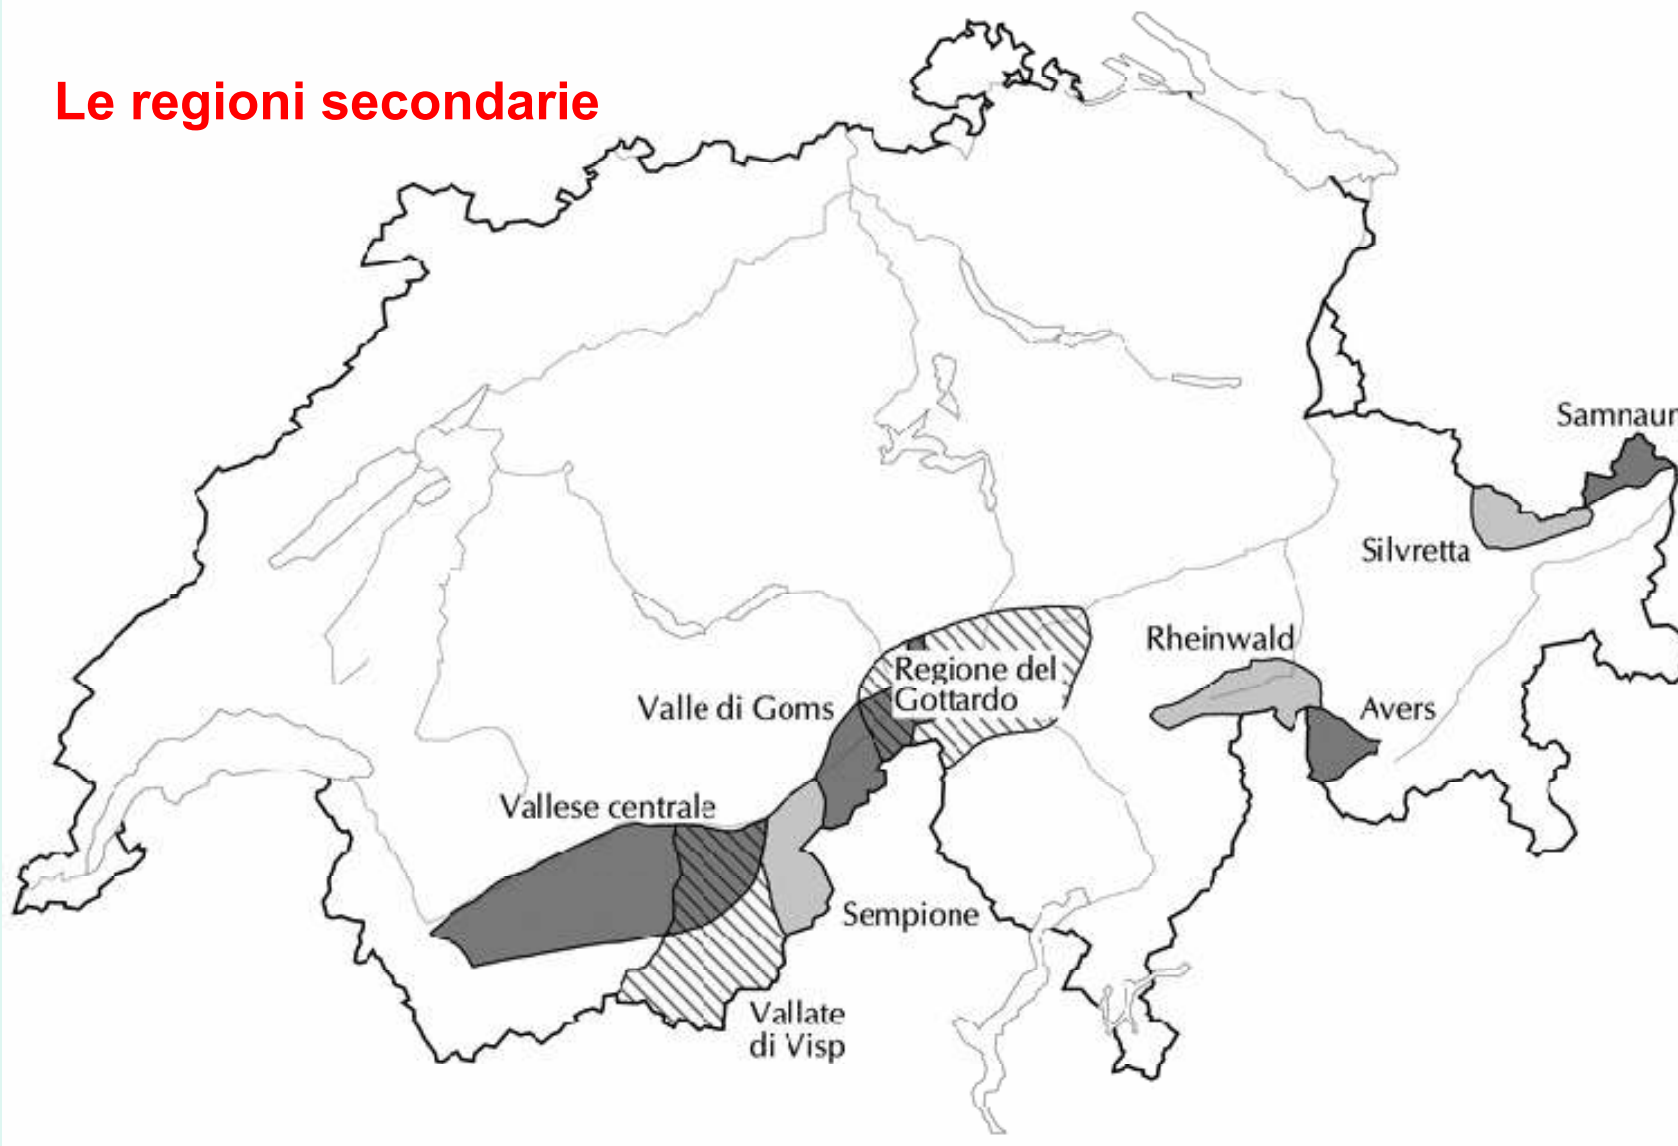 Le regioni secondarie
Samnaun
Silvretta
Rheinwald
Regione del
Gottardo
Valle di Goms
Avers
Vallese centrale
Sempione
Vallate
di Visp